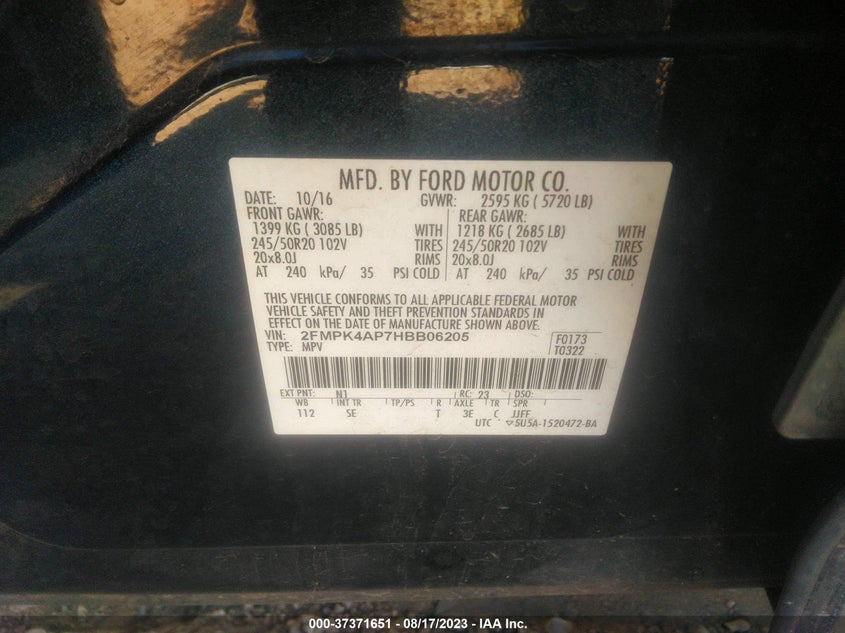 MFD. BY FORD MOTOR CO.
DATE: 10/16 GVWR: 2595 KG ( 5720 LB)
FRONT GAWR: REAR GAWR:
1399 KG ( 3085 LB) WITH 1218 KG ( 2685 LB) WITH
245/50R20 102V TIRES 245/50R20 102V TIRES
20x8.0J RIMS 20x8.0J RIMS
AT 240 kPa/ 35 PSI COLD AT 240 kPa/ 35 PSI COLD
THIS VEHICLE CONFORMS TO ALL APPLICABLE FEDERAL MOTOR
VEHICLE SAFETY AND THEFT PREVENTION STANDARDS IN
EFFECT ON THE DATE OF MANUFACTURE SHOWN ABOVE.
VIN: 2FMPK4AP7HBB06205 F0173
TYPE: MPV T0322
EXT PNT: N1 RC: 23 DSO:
WB INT TR TP/PS R AXLE TR SPR
112 SE T 3E C JJFF
UTC ▽5U5A-1520472-BA
000-37371651 - 08/17/2023 - IAA Inc.